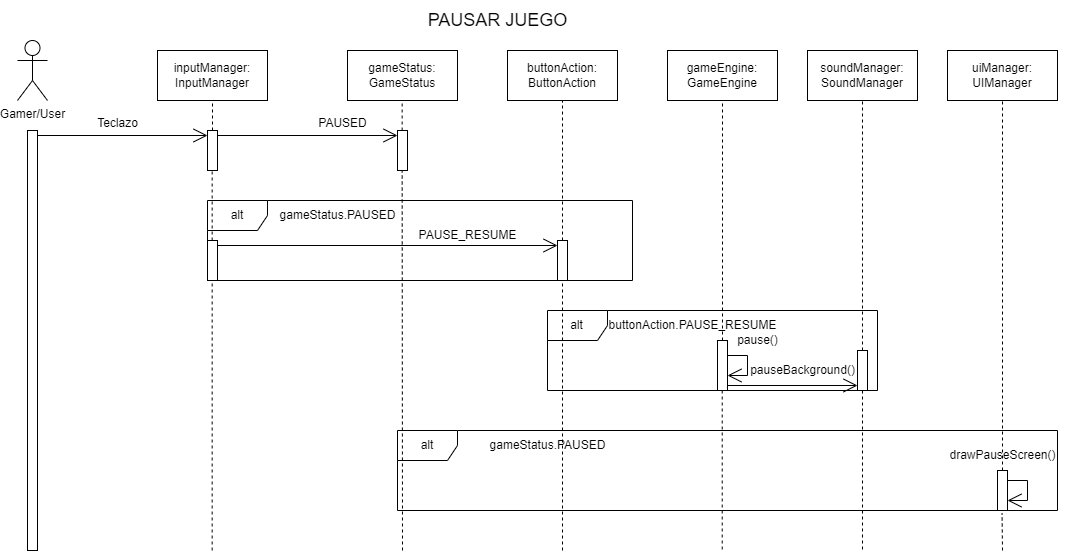 PAUSAR JUEGO
inputManager:
InputManager
gameStatus:
GameStatus
buttonAction:
ButtonAction
gameEngine:
GameEngine
soundManager:
SoundManager
uiManager:
UIManager
Gamer/User
Teclazo
PAUSED
alt
gameStatus.PAUSED
PAUSE_RESUME
alt
buttonAction.PAUSE_RESUME
pause()
pauseBackground()
alt
gameStatus.PAUSED
drawPauseScreen()